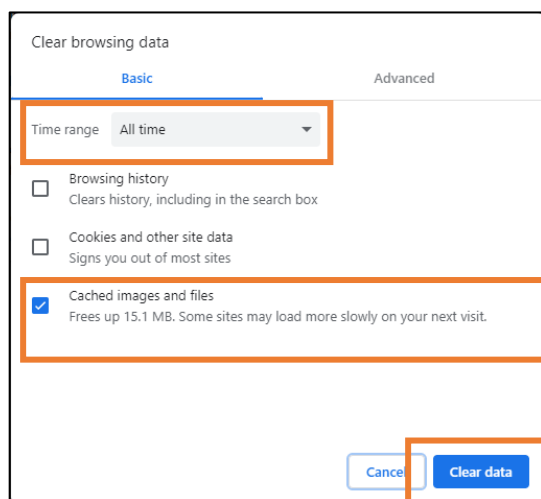 Clear browsing data
Basic Advanced
Time range All time
Browsing history
Clears history, including in the search box
Cookies and other site data
Signs you out of most sites
Cached images and files
Frees up 15.1 MB. Some sites may load more slowly on your next visit.
Cancel Clear data